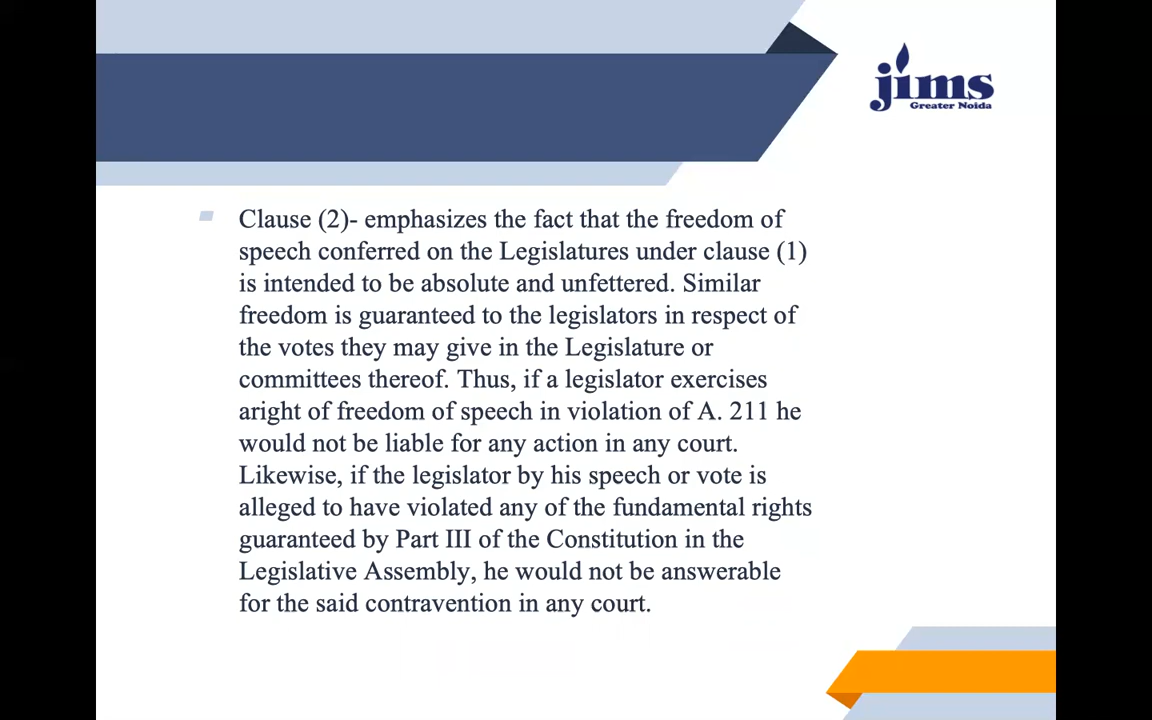 jims
Greater Noida
Clause (2)- emphasizes the fact that the freedom of
speech conferred on the Legislatures under clause (1)
is intended to be absolute and unfettered. Similar
freedom is guaranteed to the legislators in respect of
the votes they may give in the Legislature or
committees thereof. Thus, if a legislator exercises
aright of freedom of speech in violation of A. 211 he
would not be liable for any action in any court.
Likewise, if the legislator by his speech or vote is
alleged to have violated any of the fundamental rights
guaranteed by Part III of the Constitution in the
Legislative Assembly, he would not be answerable
for the said contravention in any court.